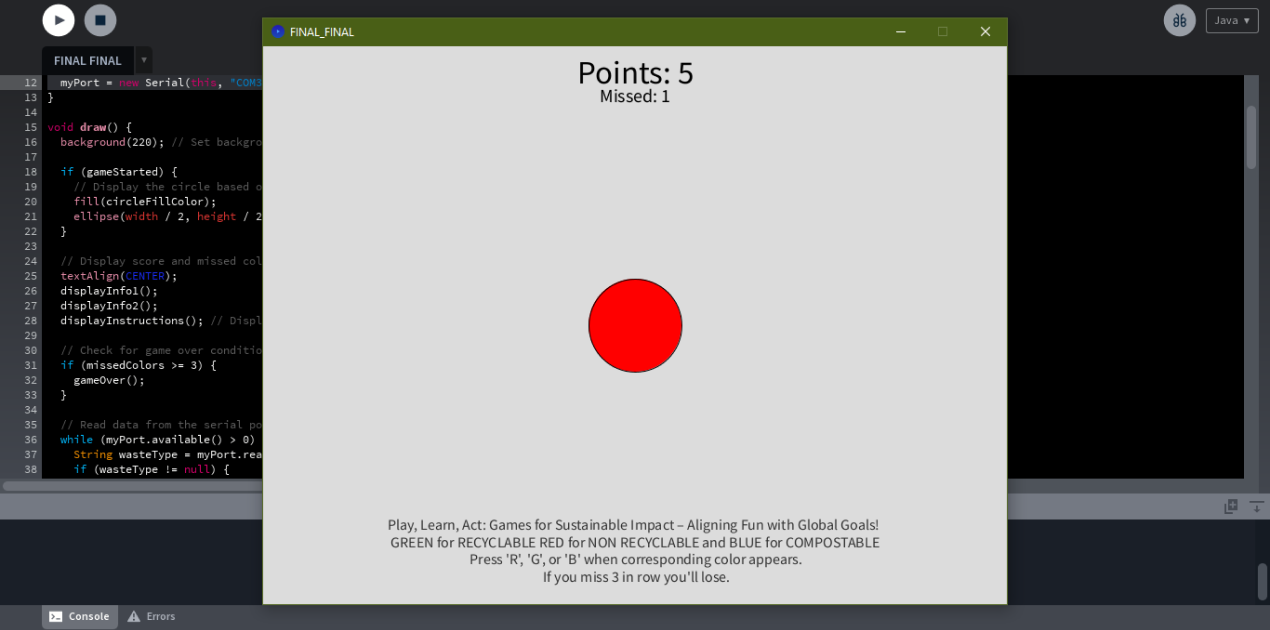 FINAL_FINAL
Java ▾
FINAL FINAL
12 myPort = new Serial(this, "COM3
13 }
14
15 void draw() {
16 background(220); // Set backgro
17
18 if (gameStarted) {
19 // Display the circle based o
20 fill(circleFillColor);
21 ellipse(width / 2, height / 2
22 }
23
24 // Display score and missed col
25 textAlign(CENTER);
26 displayInfo1();
27 displayInfo2();
28 displayInstructions(); // Displ
29
30 // Check for game over conditio
31 if (missedColors >= 3) {
32 gameOver();
33 }
34
35 // Read data from the serial po
36 while (myPort.available() > 0)
37 String wasteType = myPort.rea
38 if (wasteType != null) {
Points: 5
Missed: 1
Play, Learn, Act: Games for Sustainable Impact – Aligning Fun with Global Goals!
GREEN for RECYCLABLE RED for NON RECYCLABLE and BLUE for COMPOSTABLE
Press 'R', 'G', or 'B' when corresponding color appears.
If you miss 3 in row you'll lose.
Console Errors